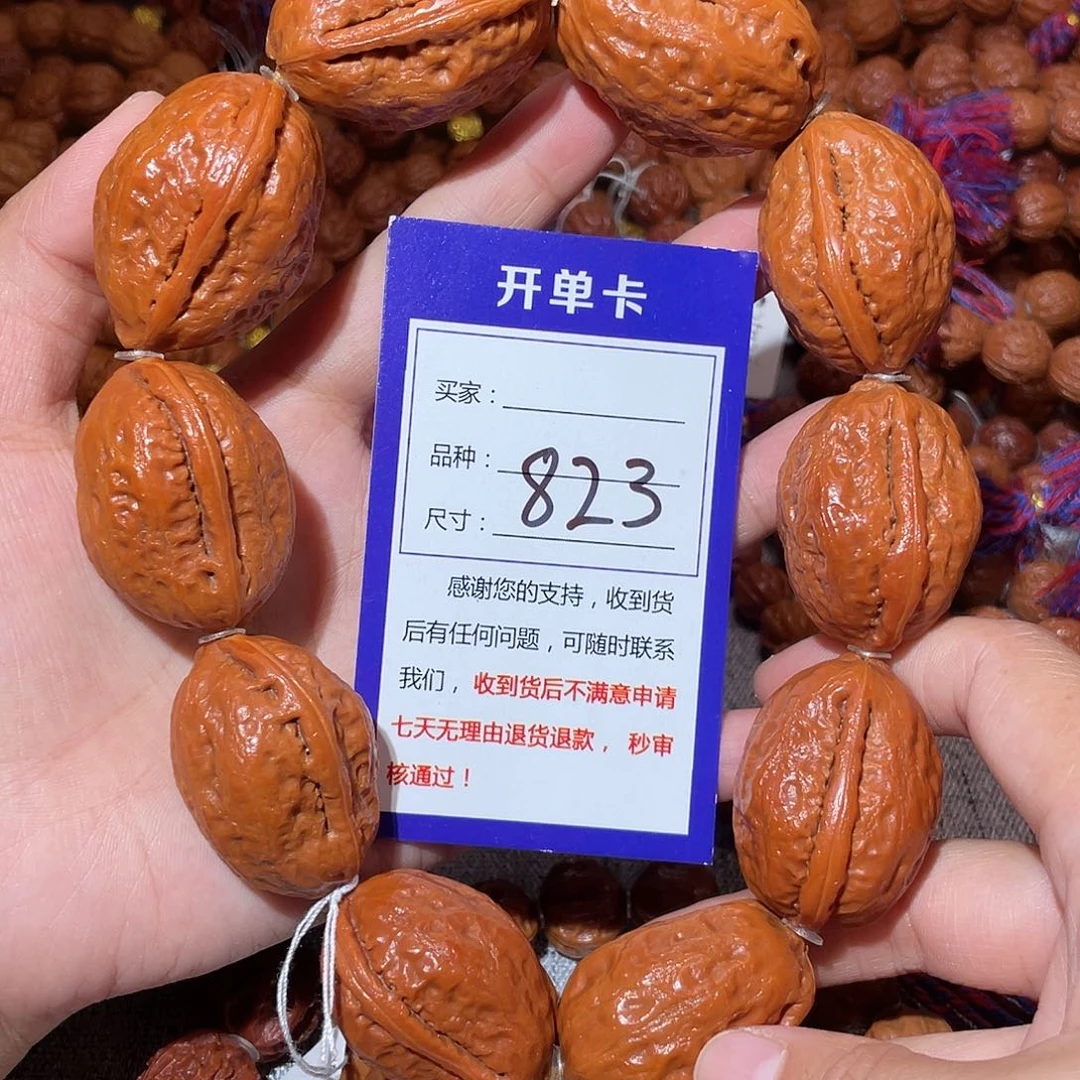 开单卡
买家：
品种：
823
尺寸：
感谢您的支持，收到货
后有任何问题，可随时联系
我们，收到货后不满意申请
七天无理由退货退款，秒审
核通过！